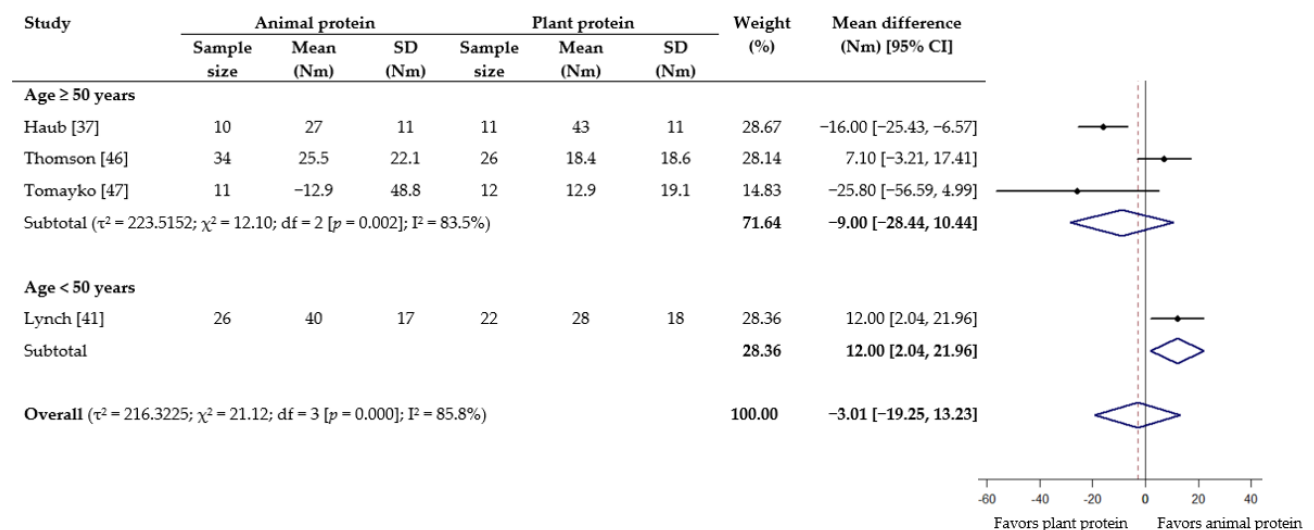 Study Animal protein Plant protein Weight Mean difference
Sample Mean SD Sample Mean SD (%) (Nm) [95% CI]
size (Nm) (Nm) size (Nm) (Nm)
Age ≥ 50 years
Haub [37] 10 27 11 11 43 11 28.67 −16.00 [−25.43, −6.57]
Thomson [46] 34 25.5 22.1 26 18.4 18.6 28.14 7.10 [−3.21, 17.41]
Tomayko [47] 11 −12.9 48.8 12 12.9 19.1 14.83 −25.80 [−56.59, 4.99]
Subtotal (τ² = 223.5152; χ² = 12.10; df = 2 [p = 0.002]; I² = 83.5%) 71.64 −9.00 [−28.44, 10.44]
Age < 50 years
Lynch [41] 26 40 17 22 28 18 28.36 12.00 [2.04, 21.96]
Subtotal 28.36 12.00 [2.04, 21.96]
Overall (τ² = 216.3225; χ² = 21.12; df = 3 [p = 0.000]; I² = 85.8%) 100.00 −3.01 [−19.25, 13.23]
-60 -40 -20 0 20 40
Favors plant protein Favors animal protein